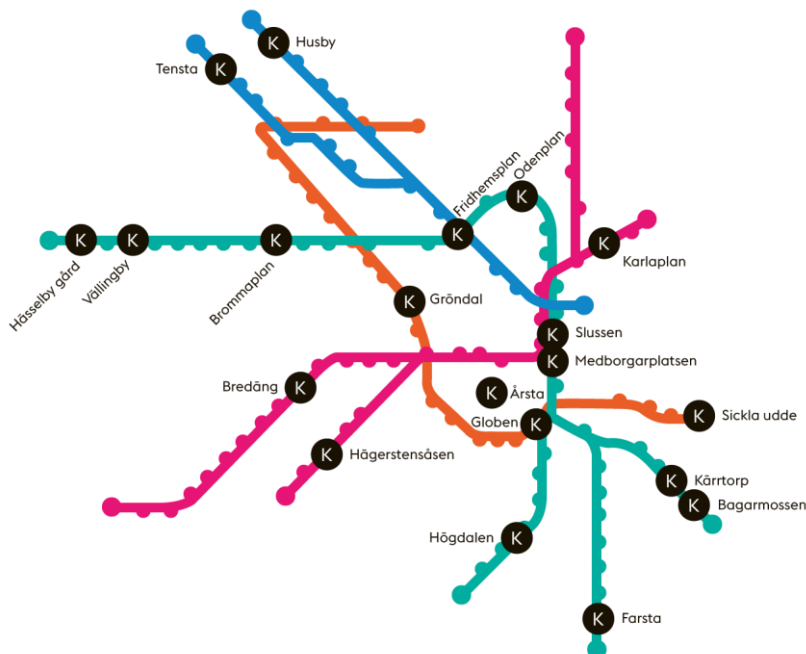 K
Husby
Tensta
K
Fridhemsplan
Odenplan
K
K
K
K
K
K
K
Karlaplan
Hässelby gård
Vällingby
Brommaplan
K
Gröndal
K
Slussen
K
Medborgarplatsen
Bredäng
K
K
Årsta
Globen
K
K
Sickla udde
K
Hägerstensåsen
K
Kärrtorp
K
Bagarmossen
Högdalen
K
K
Farsta